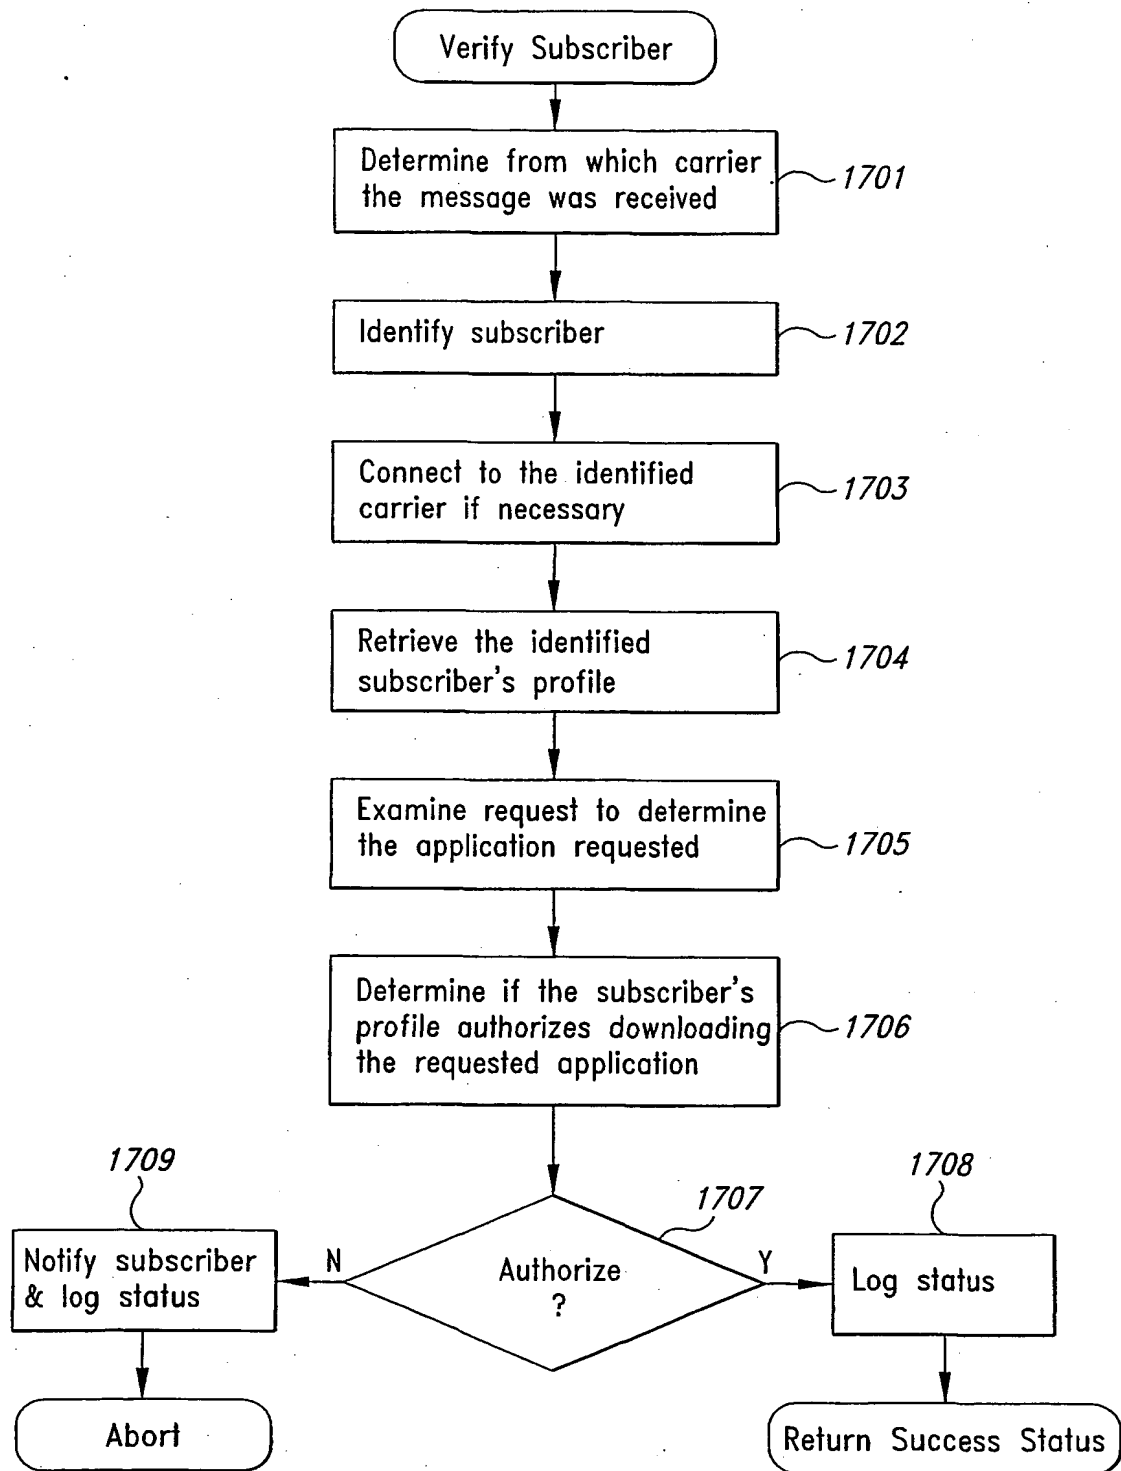 Verify Subscriber
Determine from which carrier
the message was received
1701
Identify subscriber
1702
Connect to the identified
carrier if necessary
1703
Retrieve the identified
subscriber's profile
1704
Examine request to determine
the application requested
1705
Determine if the subscriber's
profile authorizes downloading
the requested application
1706
1709
1708
1707
Notify subscriber
& log status
N
Authorize
?
Y
Log status
Abort
Return Success Status